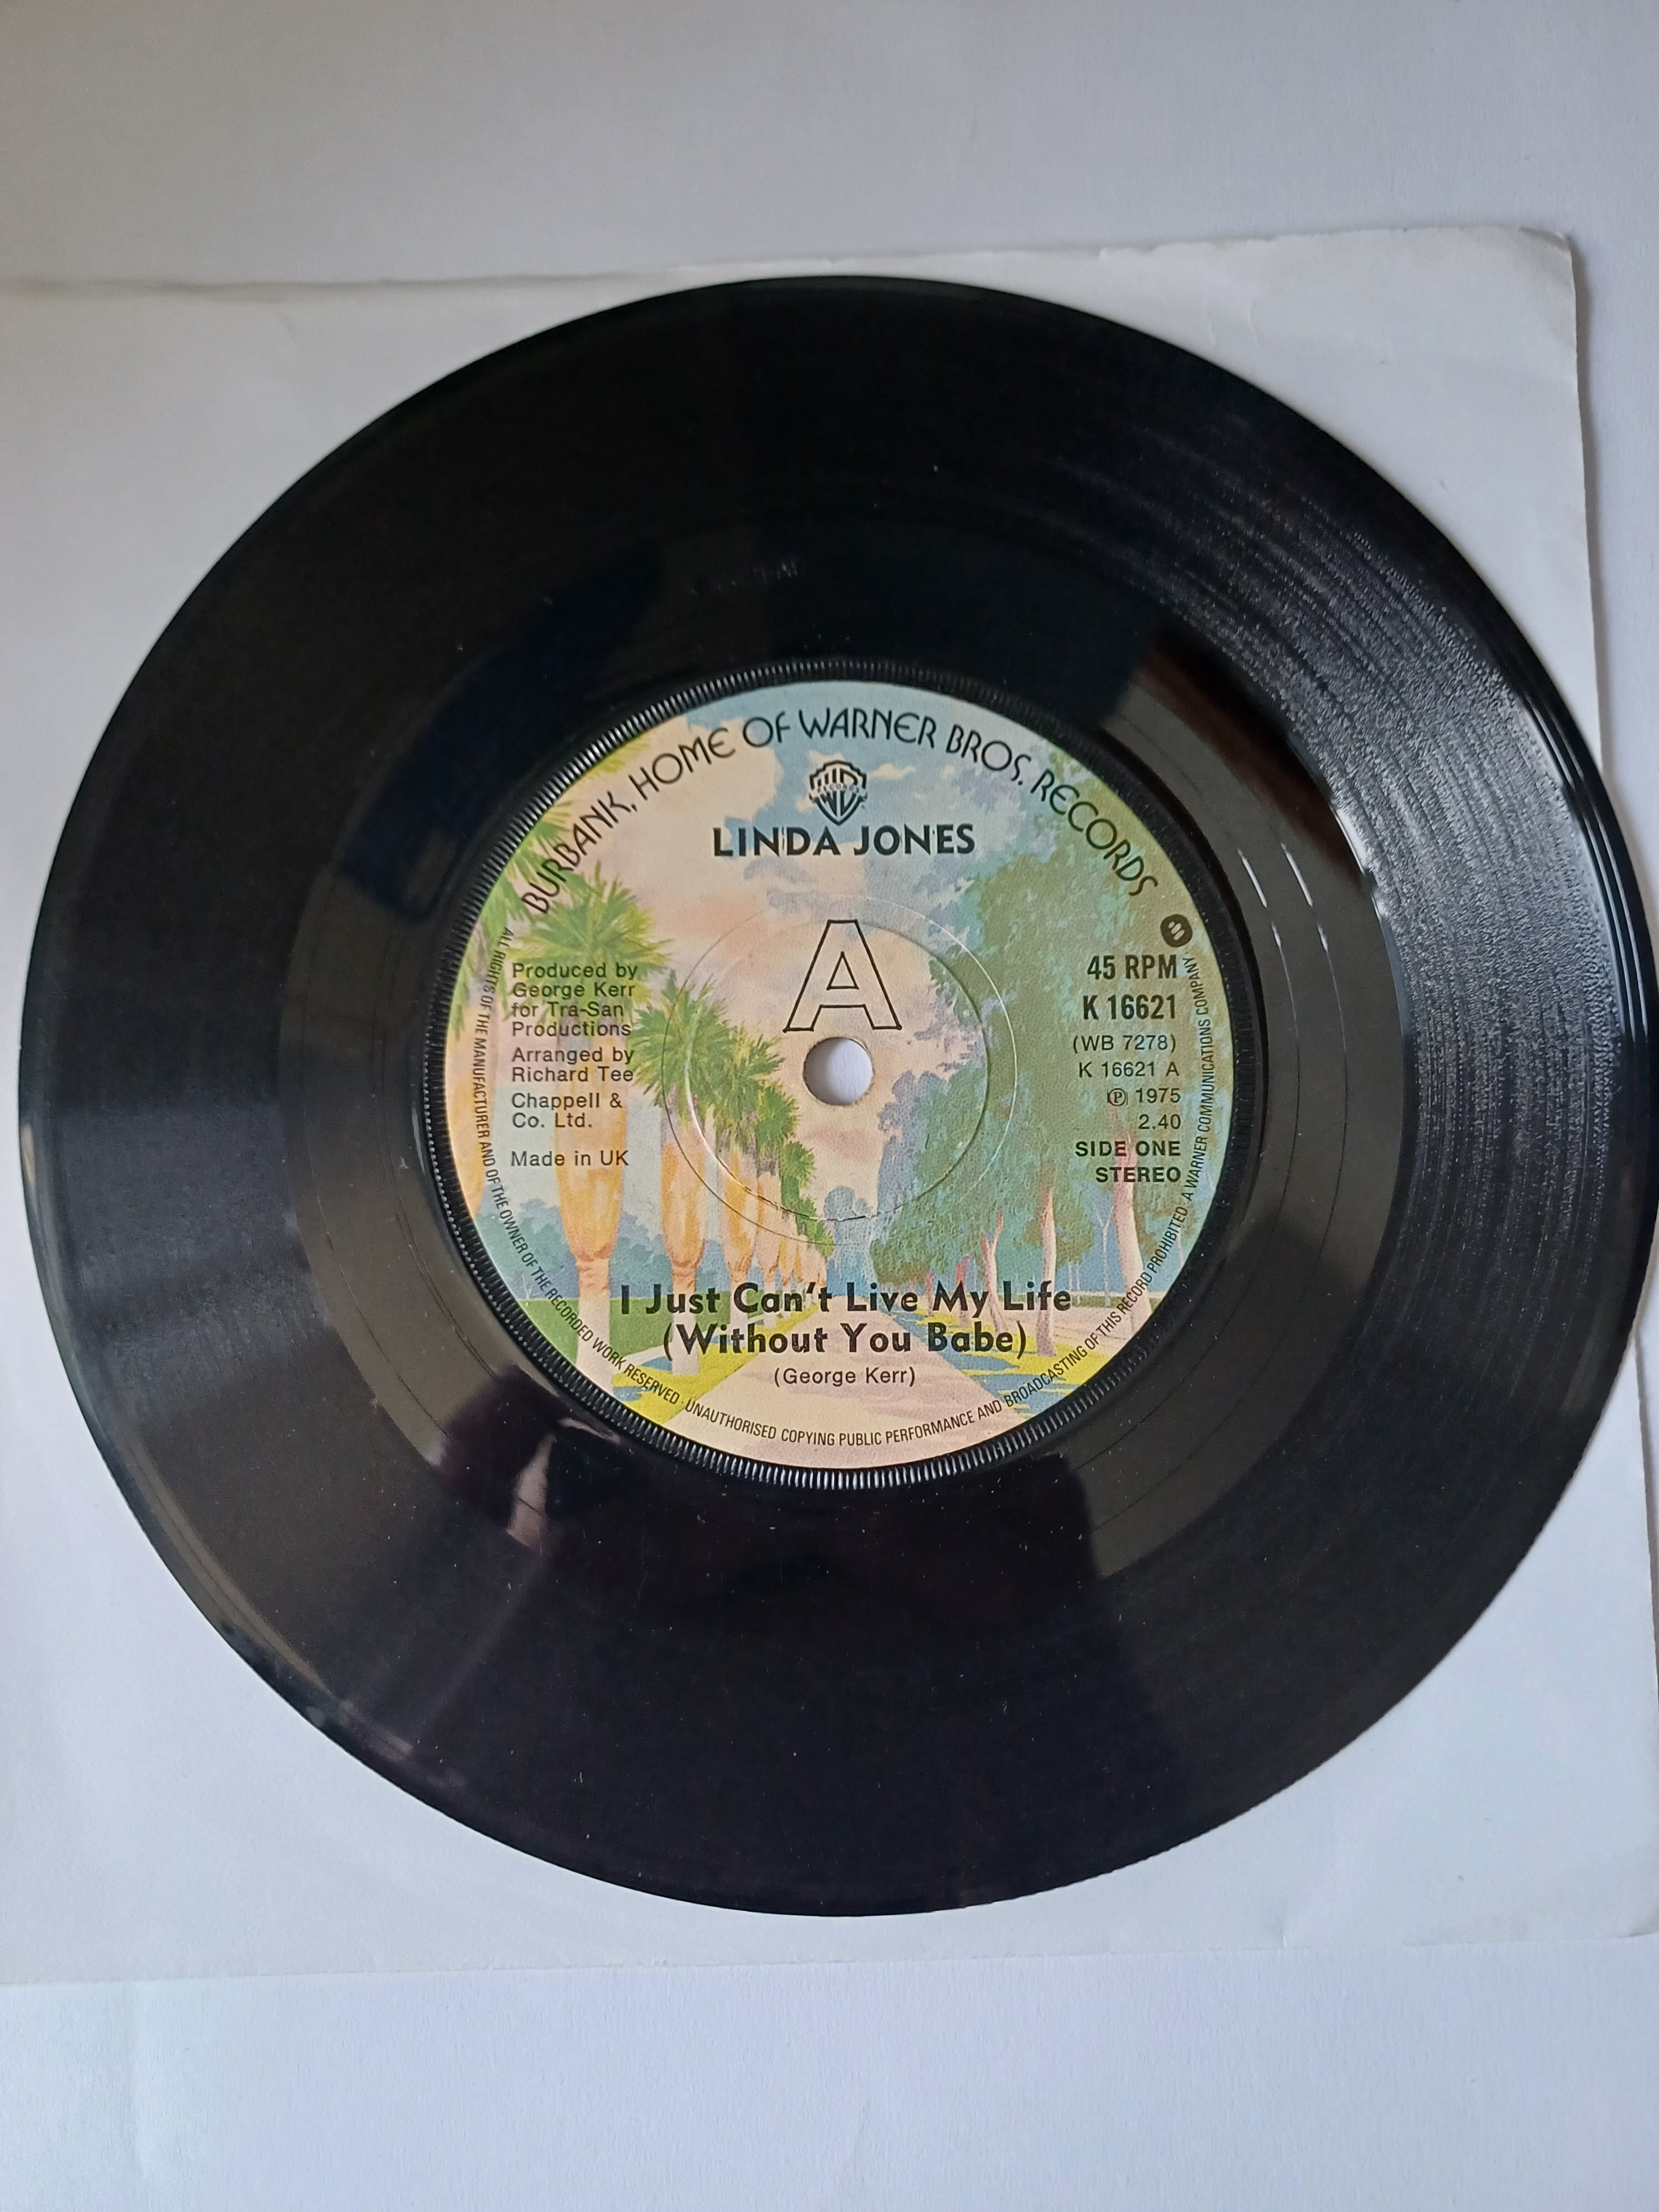 BURBANK, HOME OF WARNER BROS. RECORDS
RECORDS
LINDA JONES
A
Produced by
George Kerr
for Tra-San
Productions
Arranged by
Richard Tee
Chappell &
Co. Ltd.
Made in UK
45 RPM
K 16621
(WB 7278)
K 16621 A
Ⓟ 1975
2.40
SIDE ONE
STEREO
I Just Can't Live My Life
(Without You Babe)
(George Kerr)
ALL RIGHTS OF THE MANUFACTURER AND OF THE OWNER OF THE RECORDED WORK RESERVED · UNAUTHORISED COPYING PUBLIC PERFORMANCE AND BROADCASTING OF THIS RECORD PROHIBITED. A WARNER COMMUNICATIONS COMPANY